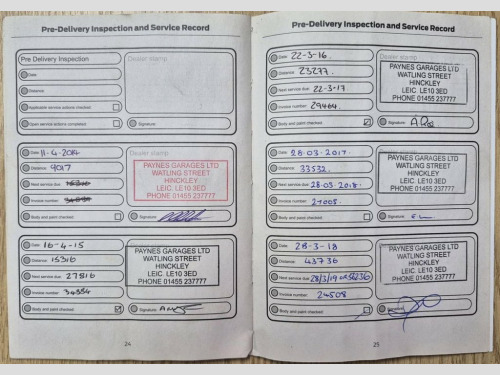 Pre-Delivery Inspection and Service Record
Pre Delivery Inspection
Date
Distance
Applicable service actions checked
Open service actions completed
Dealer stamp
Signature
Date 11-4-2014
Distance 9017
Next service due
Invoice number
Body and paint checked
Dealer stamp
PAYNES GARAGES LTD
WATLING STREET
HINCKLEY
LEIC. LE10 3ED
PHONE 01455 237777
Signature
Date 16-4-15
Distance 15316
Next service due 27816
Invoice number 34334
Body and paint checked
PAYNES GARAGES LTD
WATLING STREET
HINCKLEY
LEIC. LE10 3ED
PHONE 01455 237777
Signature
24
Pre-Delivery Inspection and Service Record
Date 22-3-16
Distance 23277
Next service due 22-3-17
Invoice number 29464
Body and paint checked
Dealer stamp
PAYNES GARAGES LTD
WATLING STREET
HINCKLEY
LEIC. LE10 3ED
PHONE 01455 237777
Signature
Date 28.03.2017
Distance 33532
Next service due 28.03.2018
Invoice number 21005
Body and paint checked
PAYNES GARAGES LTD
WATLING STREET
HINCKLEY
LEIC. LE10 3ED
PHONE 01455 237777
Signature
Date 28-3-18
Distance 43736
Next service due 28/3/19
Invoice number 24508
Body and paint checked
PAYNES GARAGES LTD
WATLING STREET
HINCKLEY
LEIC. LE10 3ED
PHONE 01455 237777
25